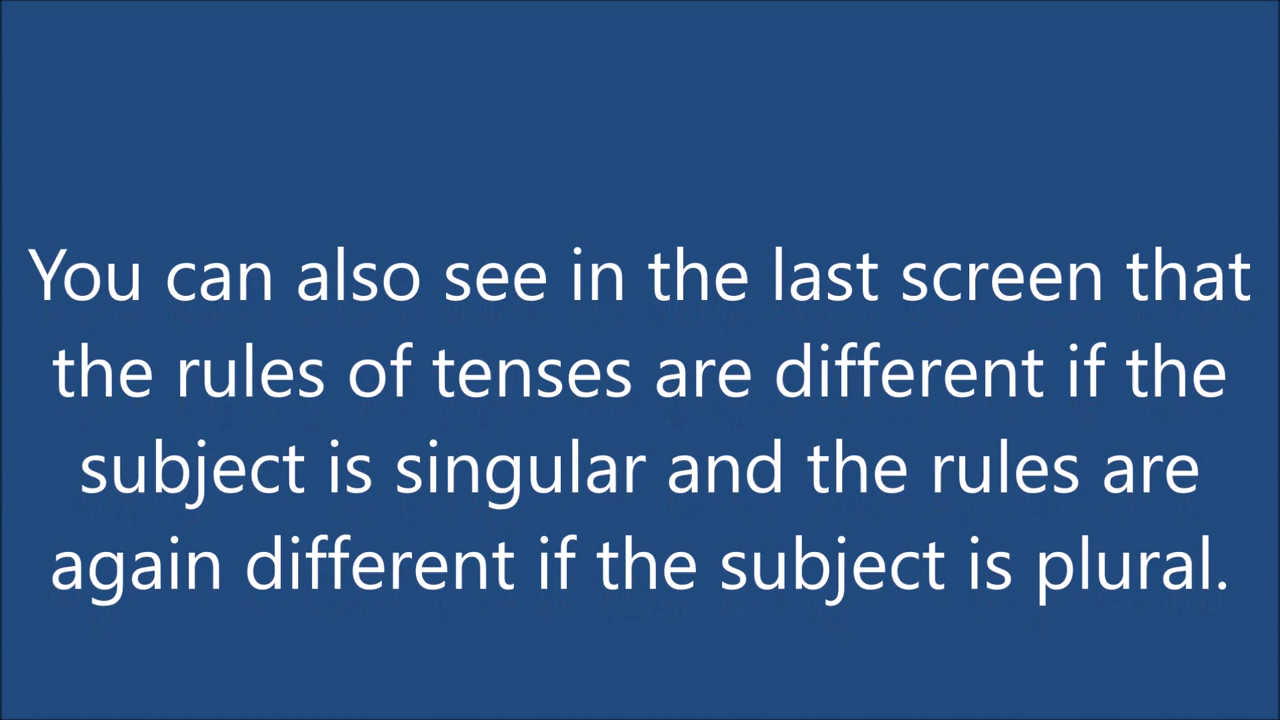 You can also see in the last screen that
the rules of tenses are different if the
subject is singular and the rules are
again different if the subject is plural.